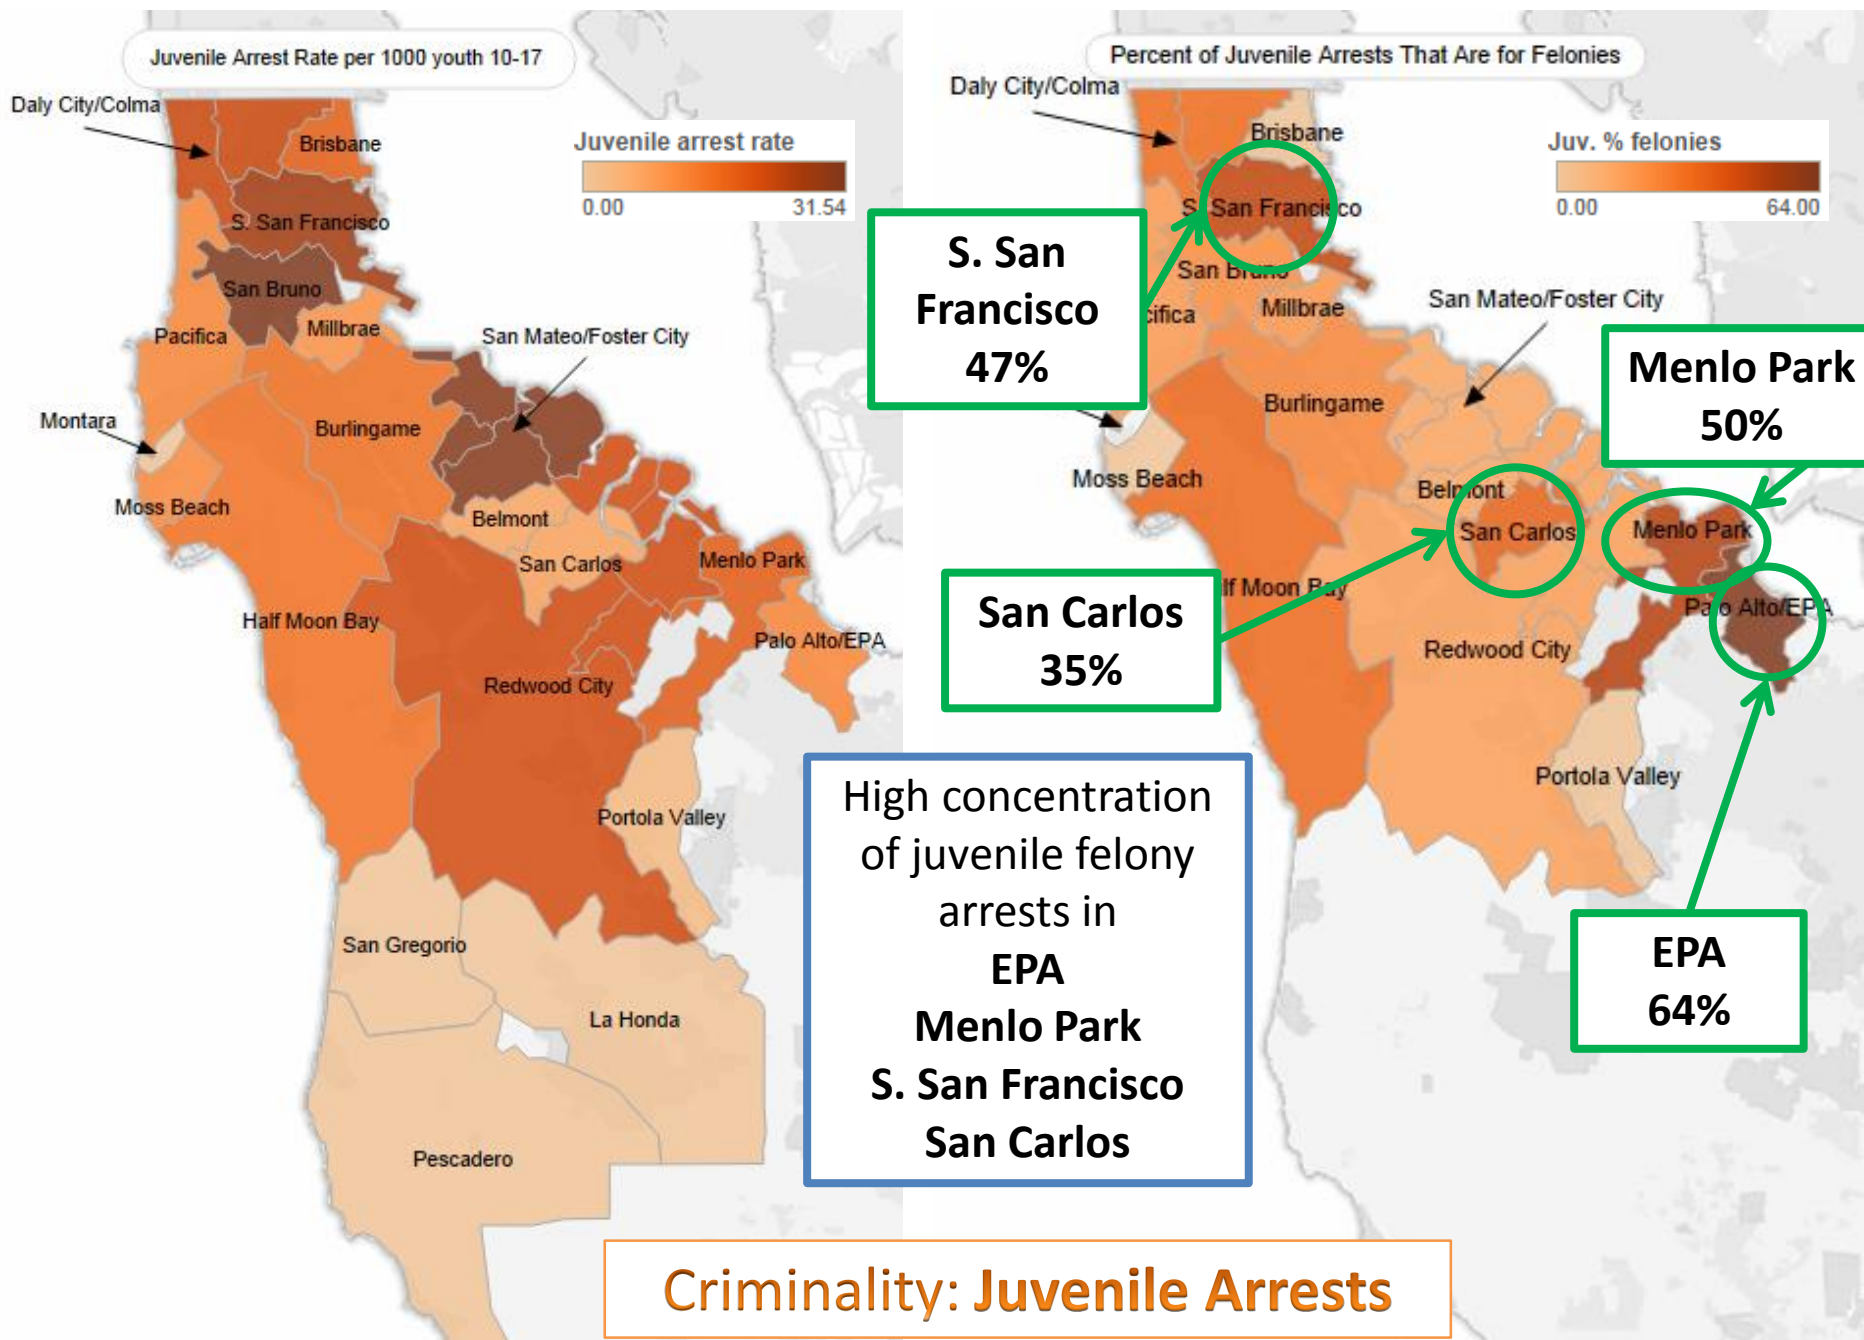 Juvenile Arrest Rate per 1000 youth 10-17
Daly City/Colma
Brisbane
Juvenile arrest rate
0.00 31.54
S. San Francisco
San Bruno
Pacifica
Millbrae
San Mateo/Foster City
Montara
Burlingame
Moss Beach
Belmont
San Carlos
Menlo Park
Half Moon Bay
Palo Alto/EPA
Redwood City
Portola Valley
San Gregorio
La Honda
Pescadero
Percent of Juvenile Arrests That Are for Felonies
Daly City/Colma
Brisbane
Juv. % felonies
0.00 64.00
S. San Francisco
San Bruno
cifica
Millbrae
San Mateo/Foster City
Burlingame
Moss Beach
Belmont
San Carlos
Menlo Park
lf Moon Bay
Palo Alto/EPA
Redwood City
Portola Valley
S. San
Francisco
47%
Menlo Park
50%
San Carlos
35%
EPA
64%
High concentration
of juvenile felony
arrests in
EPA
Menlo Park
S. San Francisco
San Carlos
Criminality: Juvenile Arrests